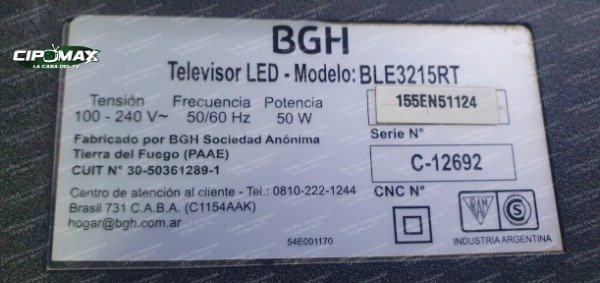 BGH
CIPOMAX
LA CASA DEL TV
Televisor LED - Modelo: BLE3215RT
Tensión Frecuencia Potencia
100 - 240 V~ 50/60 Hz 50 W
155EN51124
Serie N°
Fabricado por BGH Sociedad Anónima
Tierra del Fuego (PAAE)
CUIT N° 30-50361289-1
C-12692
CNC N°
Centro de atención al cliente - Tel.: 0810-222-1244
Brasil 731 C.A.B.A. (C1154AAK)
hogar@bgh.com.ar
IRAM
S
INDUSTRIA ARGENTINA
54E001170